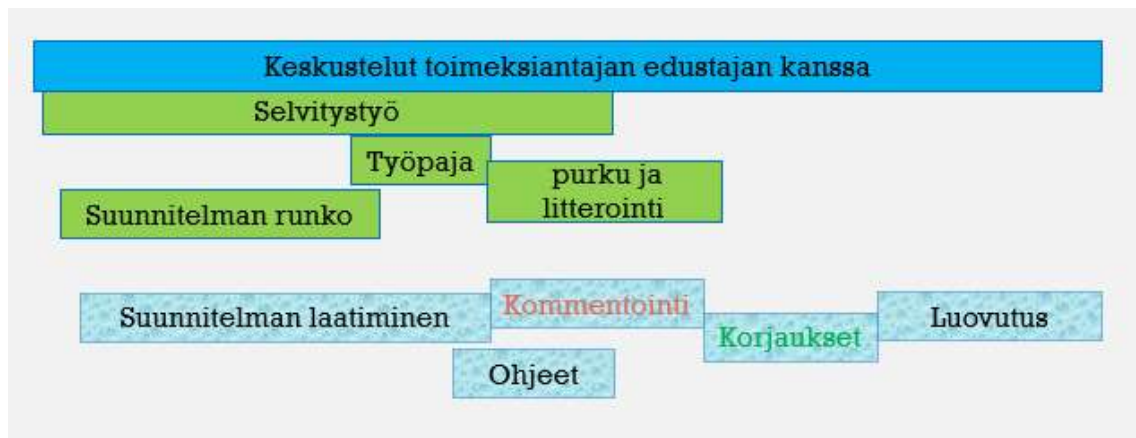 Keskustelut toimeksiantajan edustajan kanssa
Selvitystyö
Työpaja
purku ja
litterointi
Suunnitelman runko
Suunnitelman laatiminen
Kommentointi
Korjaukset
Luovutus
Ohjeet